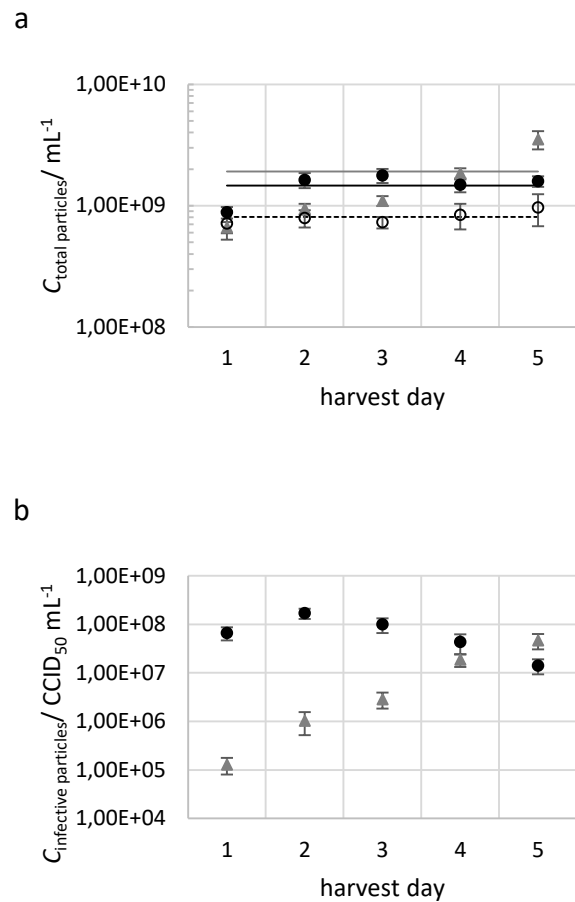 a
1,00E+10
1,00E+09
1,00E+08
C total particles/ mL⁻¹
1 2 3 4 5
harvest day
b
1,00E+09
1,00E+08
1,00E+07
1,00E+06
1,00E+05
1,00E+04
C infective particles/ CCID₅₀ mL⁻¹
1 2 3 4 5
harvest day